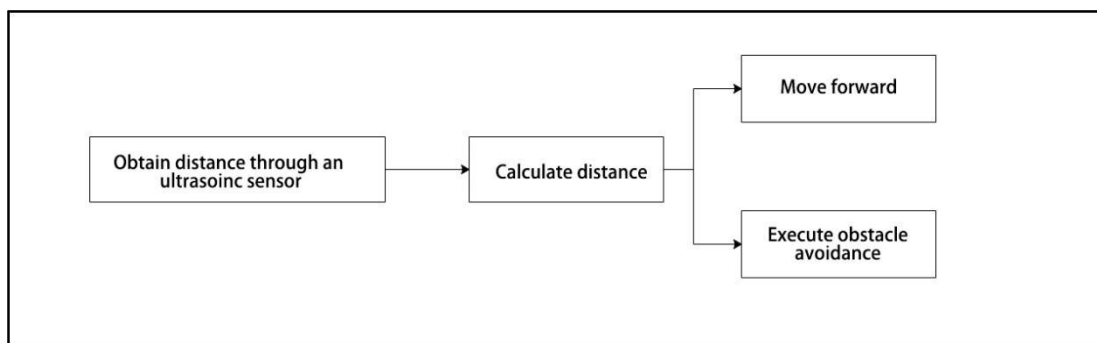 Move forward
Obtain distance through an
ultrasoinc sensor
Calculate distance
Execute obstacle
avoidance